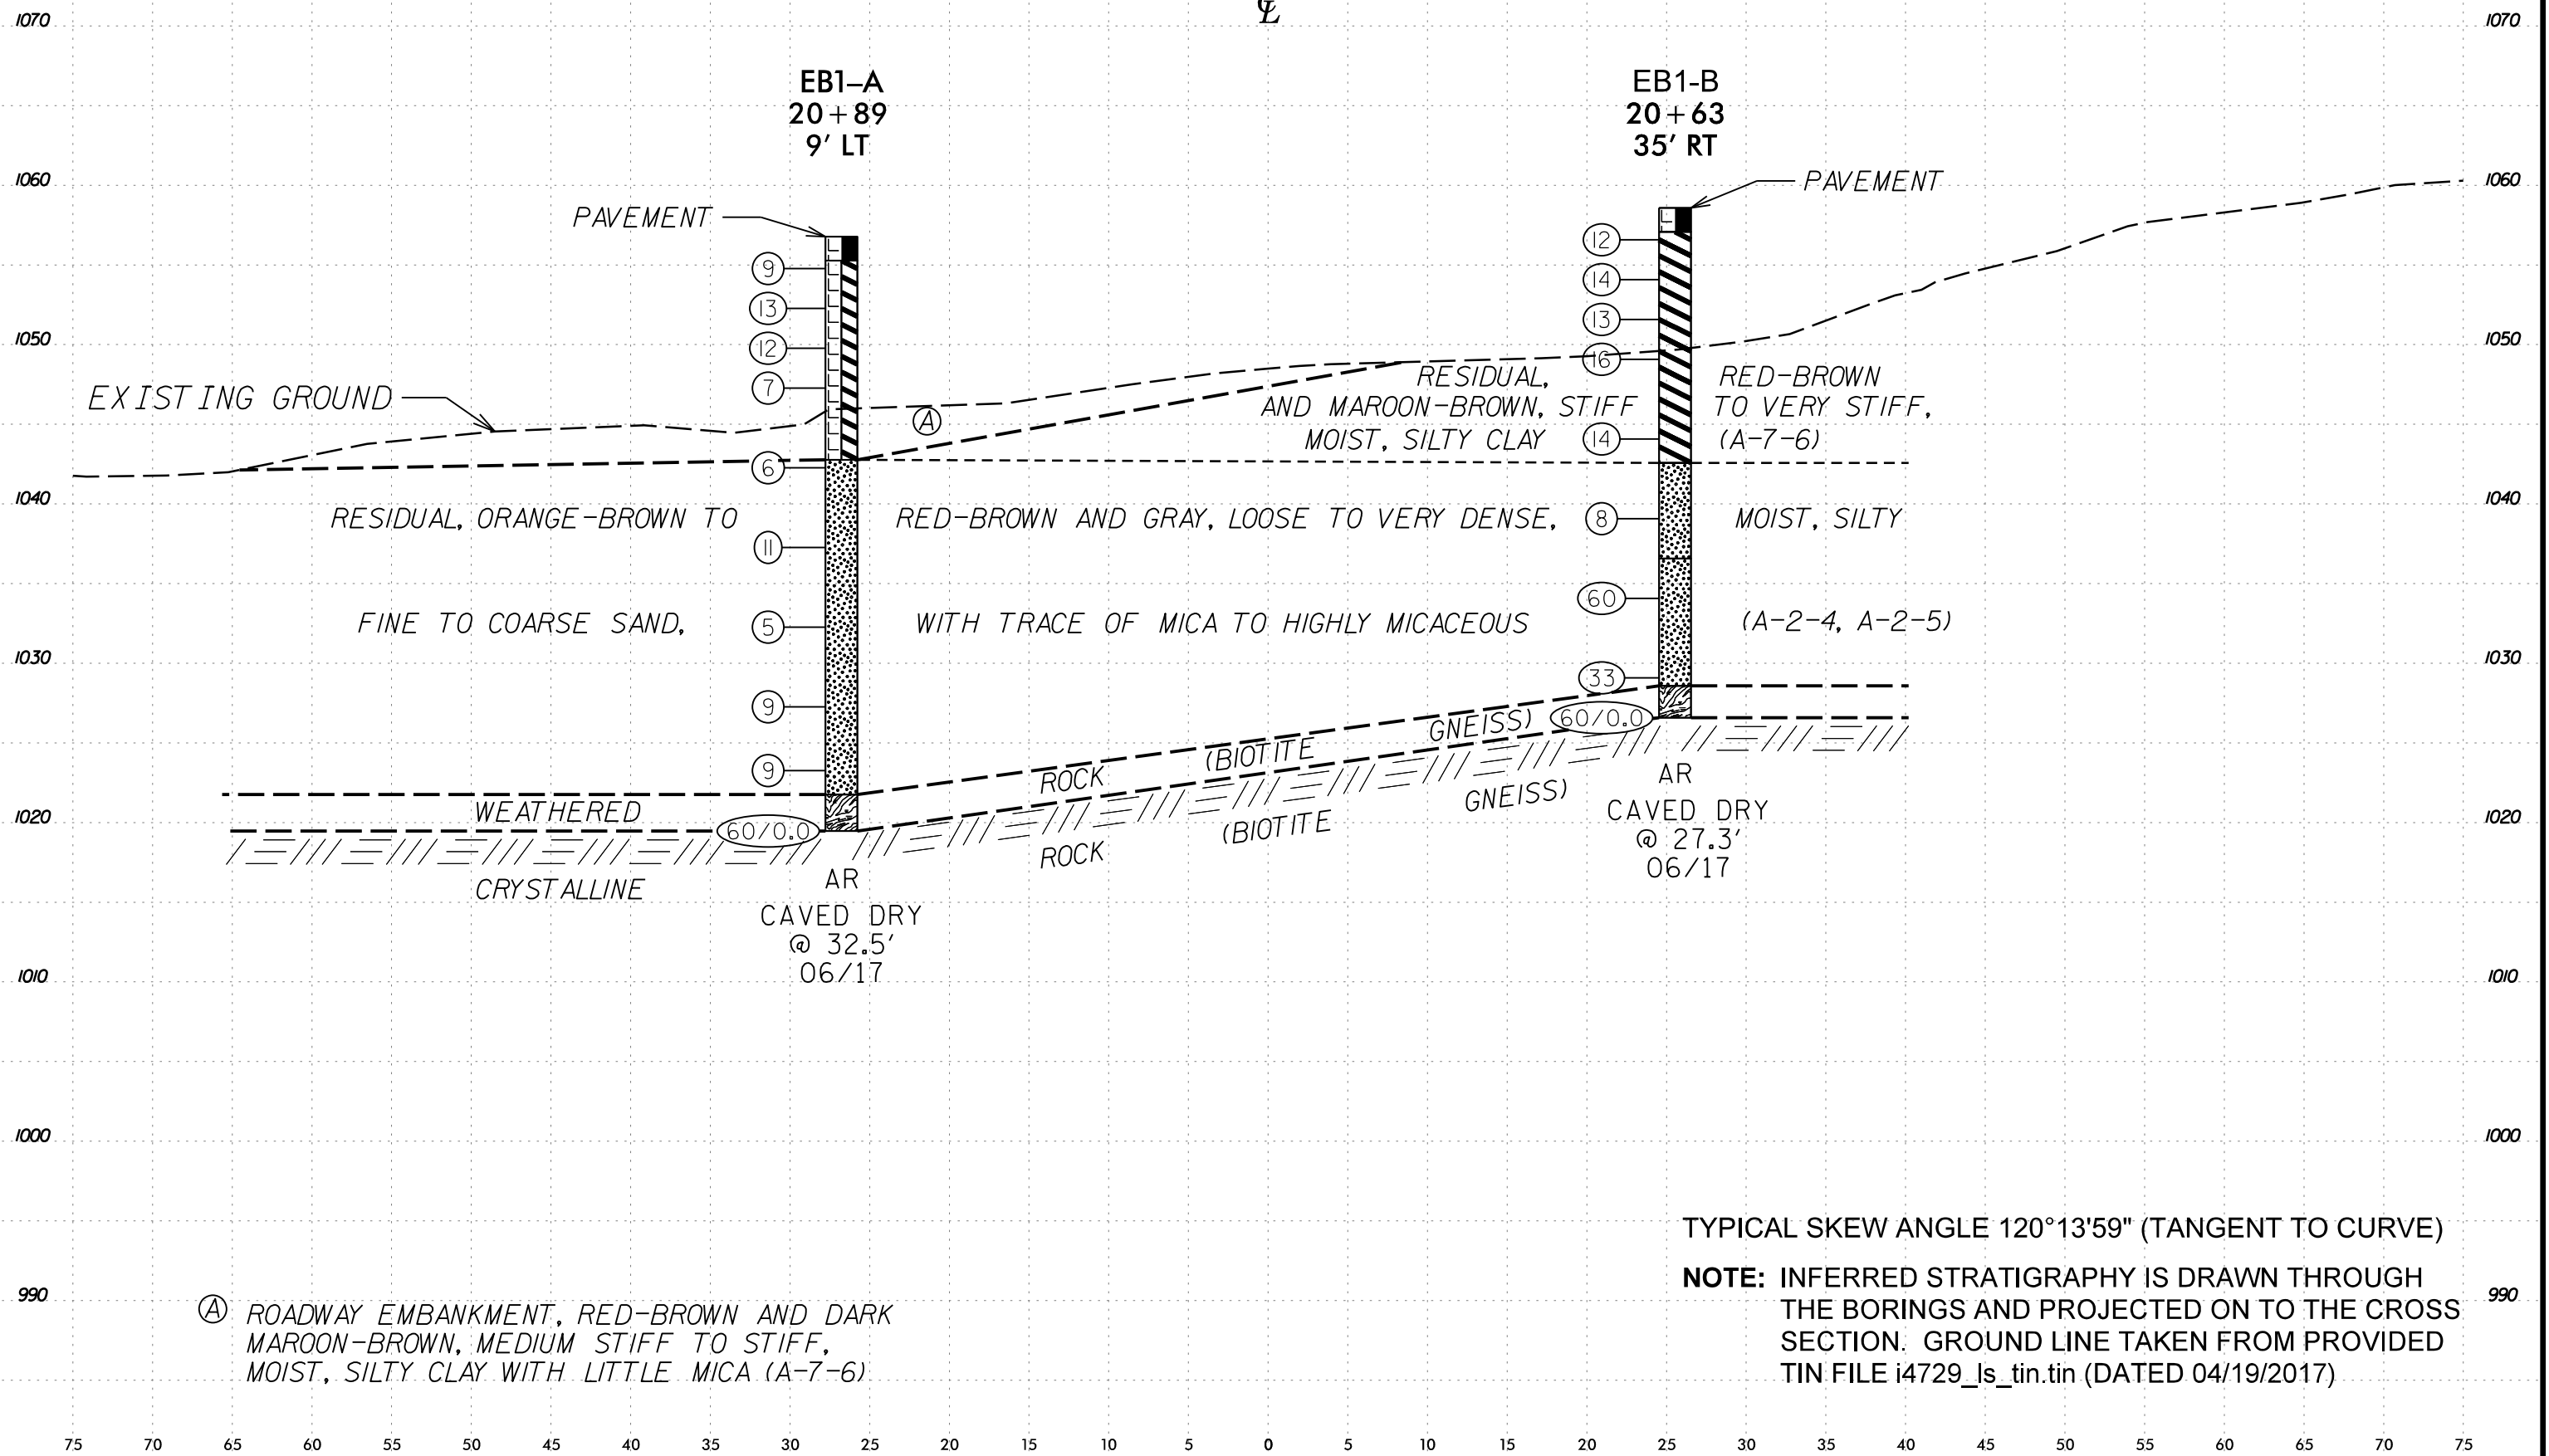 ℄
1070 1070
EB1-A
20+89
9' LT
EB1-B
20+63
35' RT
1060 1060
PAVEMENT
PAVEMENT
9
13
12
7
6
11
5
9
9
60/0.0
12
14
13
16
14
8
60
33
60/0.0
1050 1050
EXISTING GROUND
A
RESIDUAL, RED-BROWN
AND MAROON-BROWN, STIFF TO VERY STIFF,
MOIST, SILTY CLAY (A-7-6)
1040 1040
RESIDUAL, ORANGE-BROWN TO RED-BROWN AND GRAY, LOOSE TO VERY DENSE, MOIST, SILTY
FINE TO COARSE SAND, WITH TRACE OF MICA TO HIGHLY MICACEOUS (A-2-4, A-2-5)
1030 1030
WEATHERED ROCK (BIOTITE GNEISS)
1020 1020
CRYSTALLINE ROCK (BIOTITE GNEISS)
AR
CAVED DRY
@ 32.5'
06/17
AR
CAVED DRY
@ 27.3'
06/17
1010 1010
1000 1000
TYPICAL SKEW ANGLE 120°13'59" (TANGENT TO CURVE)
NOTE: INFERRED STRATIGRAPHY IS DRAWN THROUGH
THE BORINGS AND PROJECTED ON TO THE CROSS
SECTION. GROUND LINE TAKEN FROM PROVIDED
TIN FILE i4729_ls_tin.tin (DATED 04/19/2017)
990 990
A ROADWAY EMBANKMENT, RED-BROWN AND DARK
MAROON-BROWN, MEDIUM STIFF TO STIFF,
MOIST, SILTY CLAY WITH LITTLE MICA (A-7-6)
75 70 65 60 55 50 45 40 35 30 25 20 15 10 5 0 5 10 15 20 25 30 35 40 45 50 55 60 65 70 75